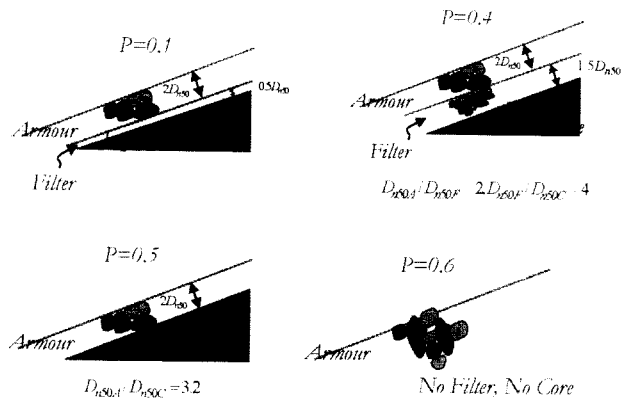 P=0.1
2Dn50
0.5Dn50
Armour
Filter
P=0.4
2Dn50
1.5Dn50
Armour
Filter
e
Dn50A/Dn50F 2, Dn50F/Dn50C 4
P=0.5
2Dn50
Armour
Dn50A/Dn50C =3.2
P=0.6
Armour
No Filter, No Core